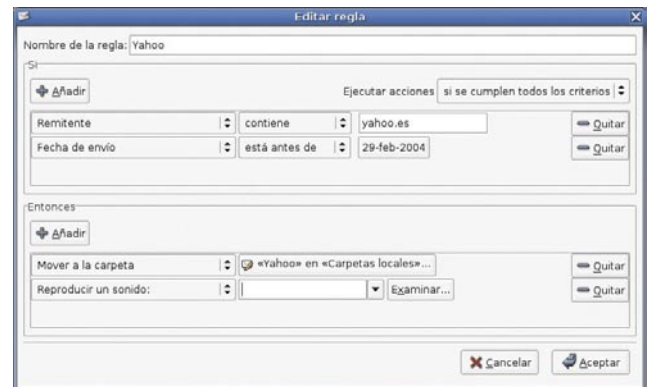 Editar regla
Nombre de la regla: Yahoo
Si
Añadir
Ejecutar acciones si se cumplen todos los criterios
Remitente contiene yahoo.es Quitar
Fecha de envío está antes de 29-feb-2004 Quitar
Entonces
Añadir
Mover a la carpeta «Yahoo» en «Carpetas locales»... Quitar
Reproducir un sonido: Examinar... Quitar
Cancelar Aceptar